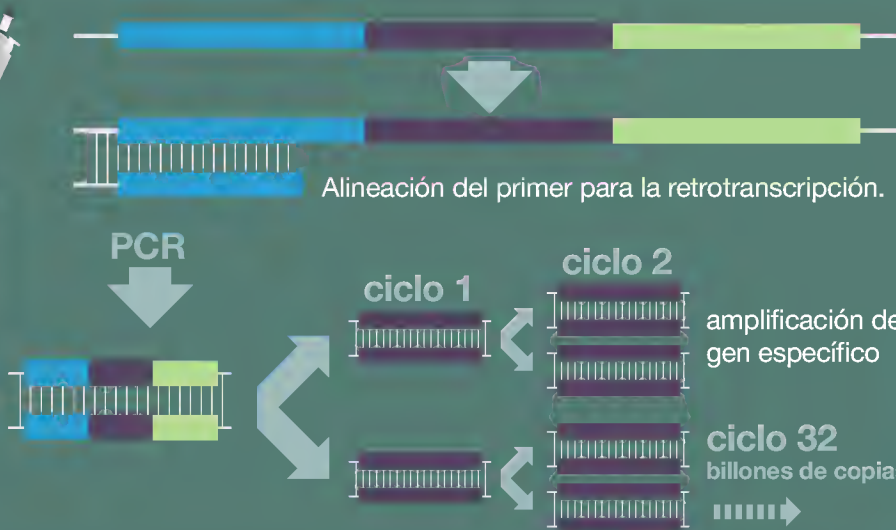 Alineación del primer para la retrotranscripción.
PCR
ciclo 1
ciclo 2
amplificación de
gen específico
ciclo 32
billones de copia